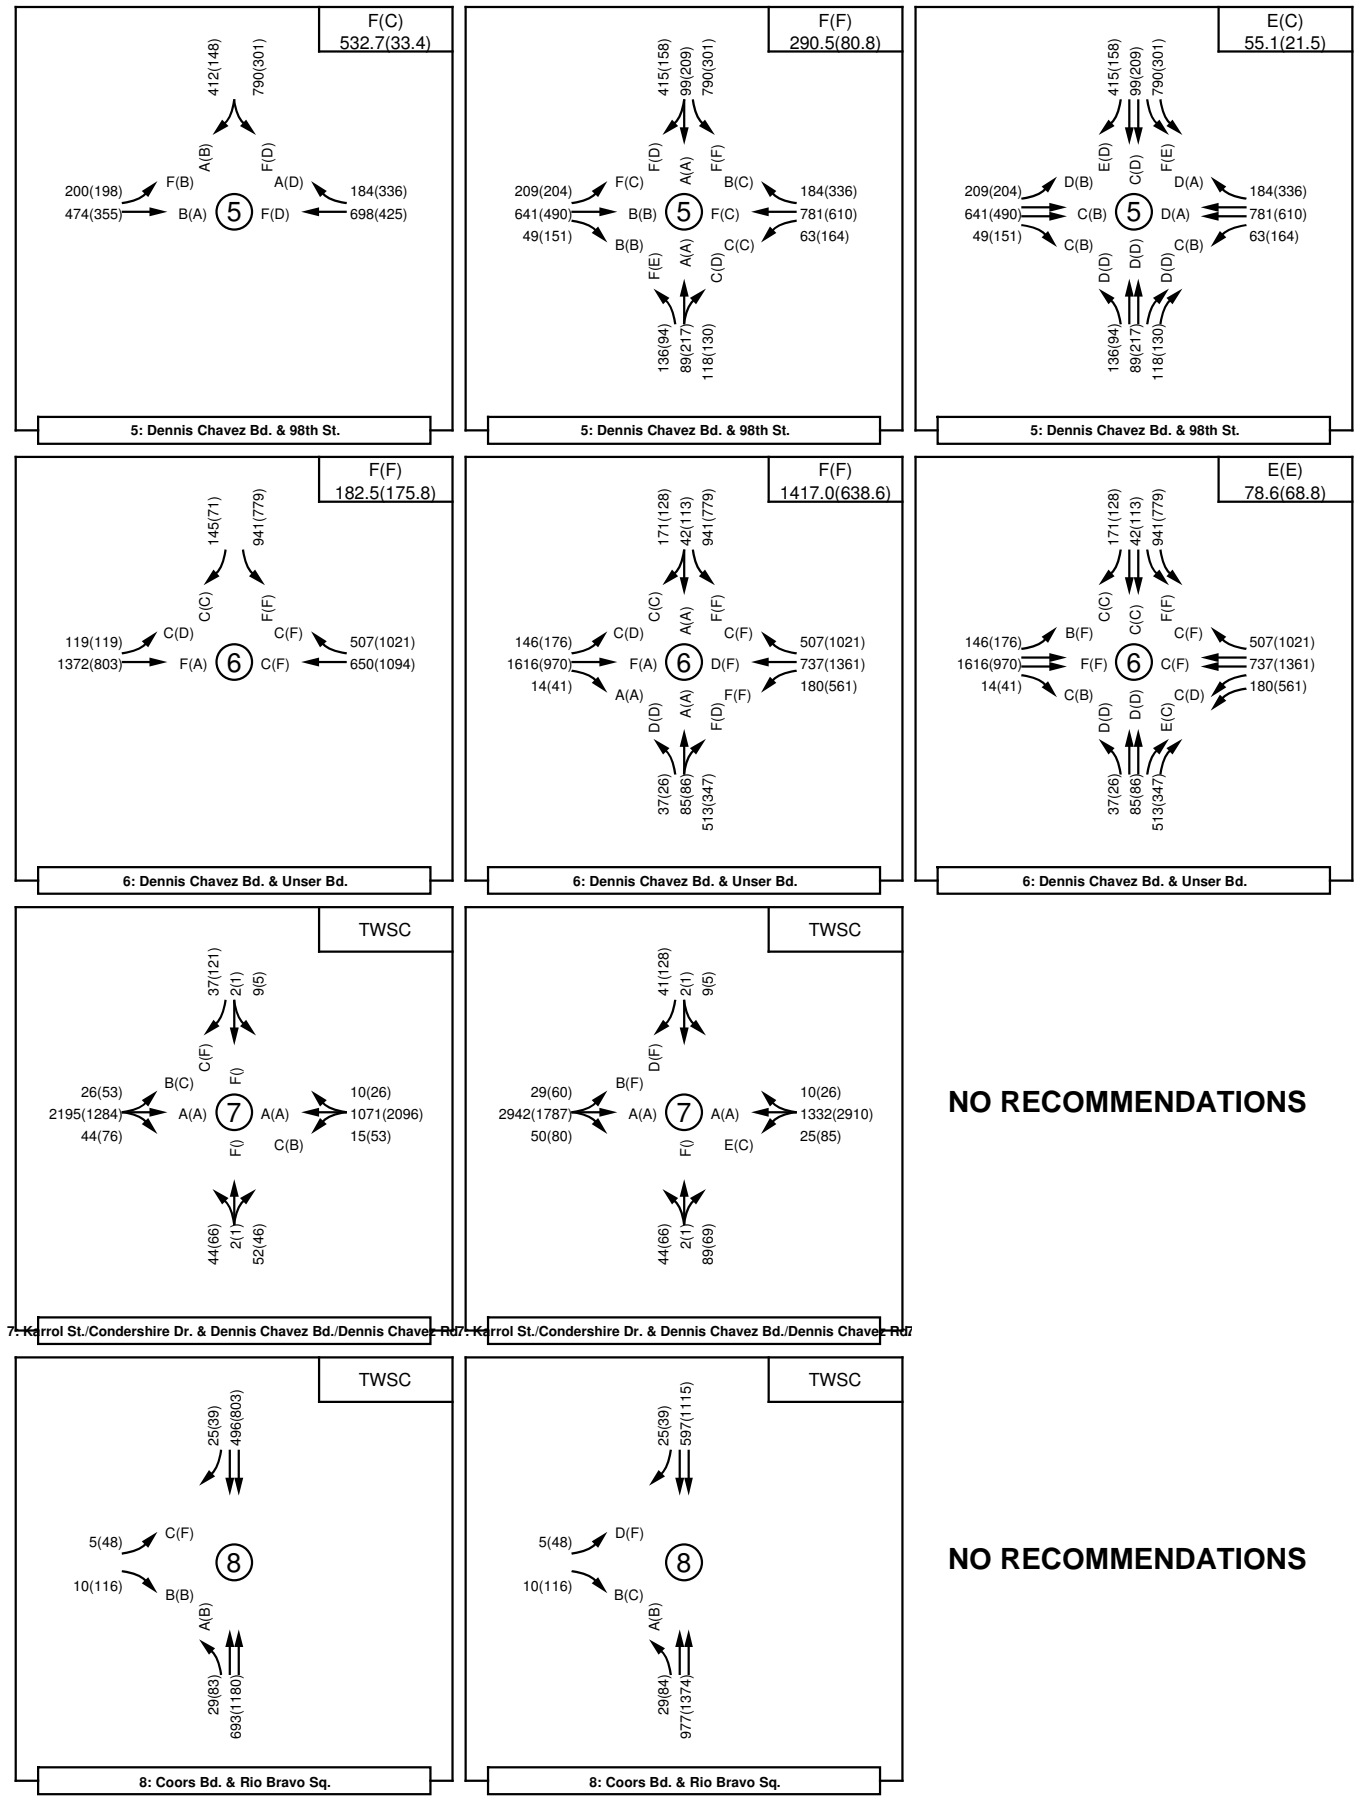 F(C)
532.7(33.4)
412(148)
790(301)
A(B)
F(D)
200(198)
F(B)
A(D)
184(336)
474(355)
B(A)
5
F(D)
698(425)
5: Dennis Chavez Bd. & 98th St.
F(F)
290.5(80.8)
415(158)
99(209)
790(301)
F(D)
A(A)
F(F)
209(204)
F(C)
B(C)
184(336)
641(490)
B(B)
5
F(C)
781(610)
49(151)
B(B)
C(C)
63(164)
F(E)
A(A)
C(D)
136(94)
89(217)
118(130)
5: Dennis Chavez Bd. & 98th St.
E(C)
55.1(21.5)
415(158)
99(209)
790(301)
E(D)
C(D)
F(E)
209(204)
D(B)
D(A)
184(336)
641(490)
C(B)
5
D(A)
781(610)
49(151)
C(B)
C(B)
63(164)
D(D)
D(D)
D(D)
136(94)
89(217)
118(130)
5: Dennis Chavez Bd. & 98th St.
F(F)
182.5(175.8)
145(71)
941(779)
C(C)
F(F)
119(119)
C(D)
C(F)
507(1021)
1372(803)
F(A)
6
C(F)
650(1094)
6: Dennis Chavez Bd. & Unser Bd.
F(F)
1417.0(638.6)
171(128)
42(113)
941(779)
C(C)
A(A)
F(F)
146(176)
C(D)
C(F)
507(1021)
1616(970)
F(A)
6
D(F)
737(1361)
14(41)
A(A)
F(F)
180(561)
D(D)
A(A)
F(D)
37(26)
85(86)
513(347)
6: Dennis Chavez Bd. & Unser Bd.
E(E)
78.6(68.8)
171(128)
42(113)
941(779)
C(C)
C(C)
F(F)
146(176)
B(F)
C(F)
507(1021)
1616(970)
F(F)
6
C(F)
737(1361)
14(41)
C(B)
C(D)
180(561)
D(D)
D(D)
E(C)
37(26)
85(86)
513(347)
6: Dennis Chavez Bd. & Unser Bd.
TWSC
37(121)
2(1)
9(5)
C(F)
F()
26(53)
B(C)
10(26)
2195(1284)
A(A)
7
A(A)
1071(2096)
44(76)
C(B)
15(53)
F()
44(66)
2(1)
52(46)
7: Karrol St./Condershire Dr. & Dennis Chavez Bd./Dennis Chavez Rd.
TWSC
41(128)
2(1)
9(5)
D(F)
29(60)
B(F)
10(26)
2942(1787)
A(A)
7
A(A)
1332(2910)
50(80)
E(C)
25(85)
F()
44(66)
2(1)
89(69)
7: Karrol St./Condershire Dr. & Dennis Chavez Bd./Dennis Chavez Rd.
NO RECOMMENDATIONS
TWSC
25(39)
496(803)
5(48)
C(F)
8
10(116)
B(B)
A(B)
29(83)
693(1180)
8: Coors Bd. & Rio Bravo Sq.
TWSC
25(39)
597(1115)
5(48)
D(F)
8
10(116)
B(C)
A(B)
29(84)
977(1374)
8: Coors Bd. & Rio Bravo Sq.
NO RECOMMENDATIONS